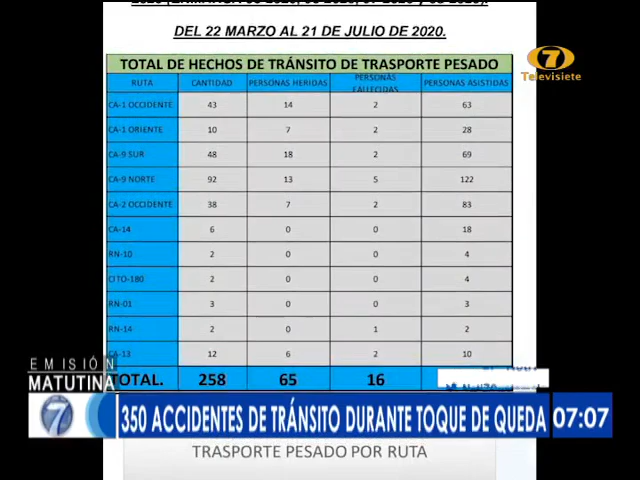 DEL 22 MARZO AL 21 DE JULIO DE 2020.
TOTAL DE HECHOS DE TRÁNSITO DE TRASPORTE PESADO
RUTA CANTIDAD PERSONAS HERIDAS PERSONAS FALLECIDAS PERSONAS ASISTIDAS
CA-1 OCCIDENTE 43 14 2 63
CA-1 ORIENTE 10 7 2 28
CA-9 SUR 48 18 2 69
CA-9 NORTE 92 13 5 122
CA-2 OCCIDENTE 38 7 2 83
CA-14 6 0 0 18
RN-10 2 0 0 4
CITO-180 2 0 0 4
RN-01 3 0 0 3
RN-14 2 0 1 2
CA-13 12 6 2 10
TOTAL. 258 65 16
7
Televisiete
EMISIÓN
MATUTINA
7
350 ACCIDENTES DE TRÁNSITO DURANTE TOQUE DE QUEDA
07:07
TRASPORTE PESADO POR RUTA